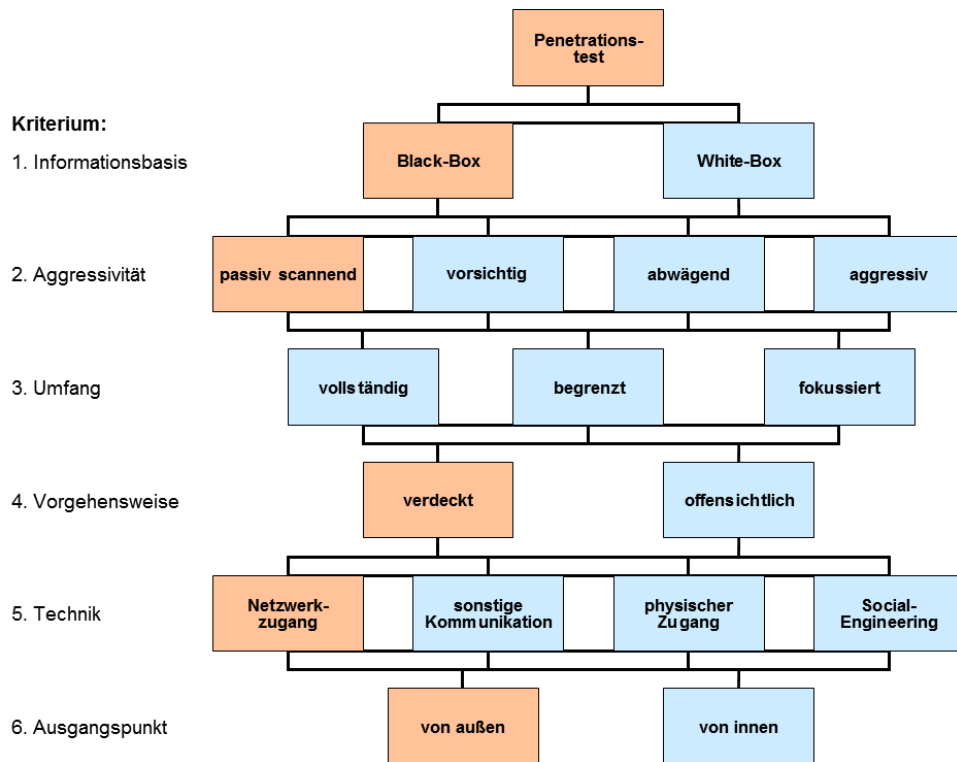 Penetrations-
test
Kriterium:
1. Informationsbasis
Black-Box
White-Box
2. Aggressivität
passiv scannend
vorsichtig
abwägend
aggressiv
3. Umfang
vollständig
begrenzt
fokussiert
4. Vorgehensweise
verdeckt
offensichtlich
5. Technik
Netzwerk-
zugang
sonstige
Kommunikation
physischer
Zugang
Social-
Engineering
6. Ausgangspunkt
von außen
von innen